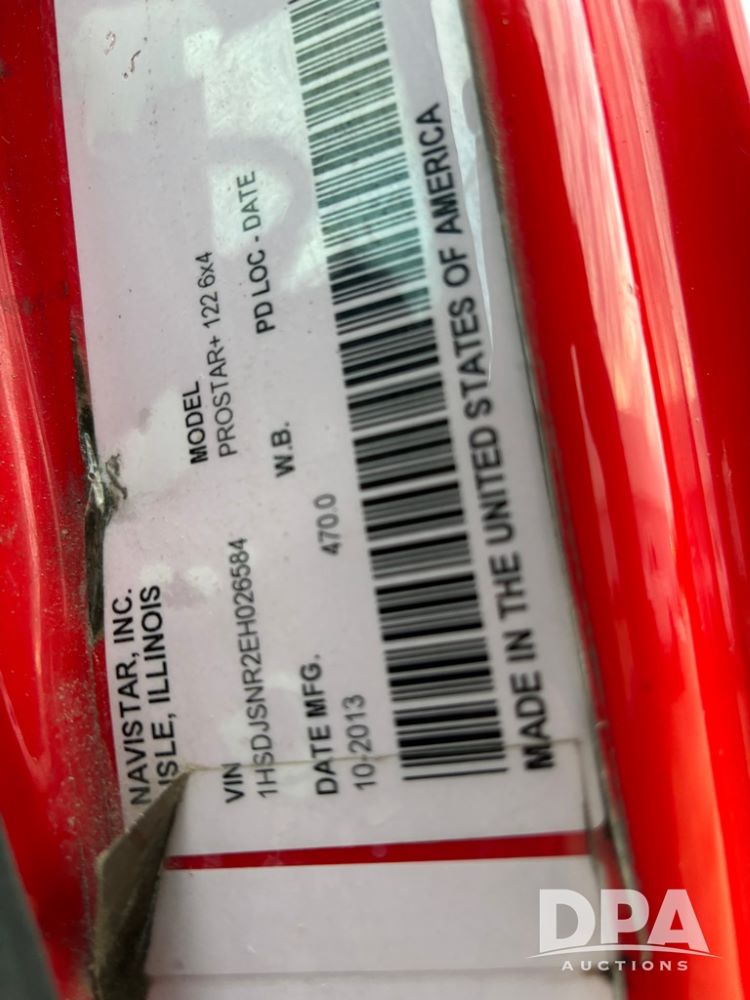 NAVISTAR, INC.
ISLE, ILLINOIS
MODEL
PROSTAR+ 122 6x4
VIN
1HSDJSNR2EH026584
W.B.
PD LOC - DATE
DATE MFG.
470.0
10-2013
MADE IN THE UNITED STATES OF AMERICA
DPA
AUCTIONS